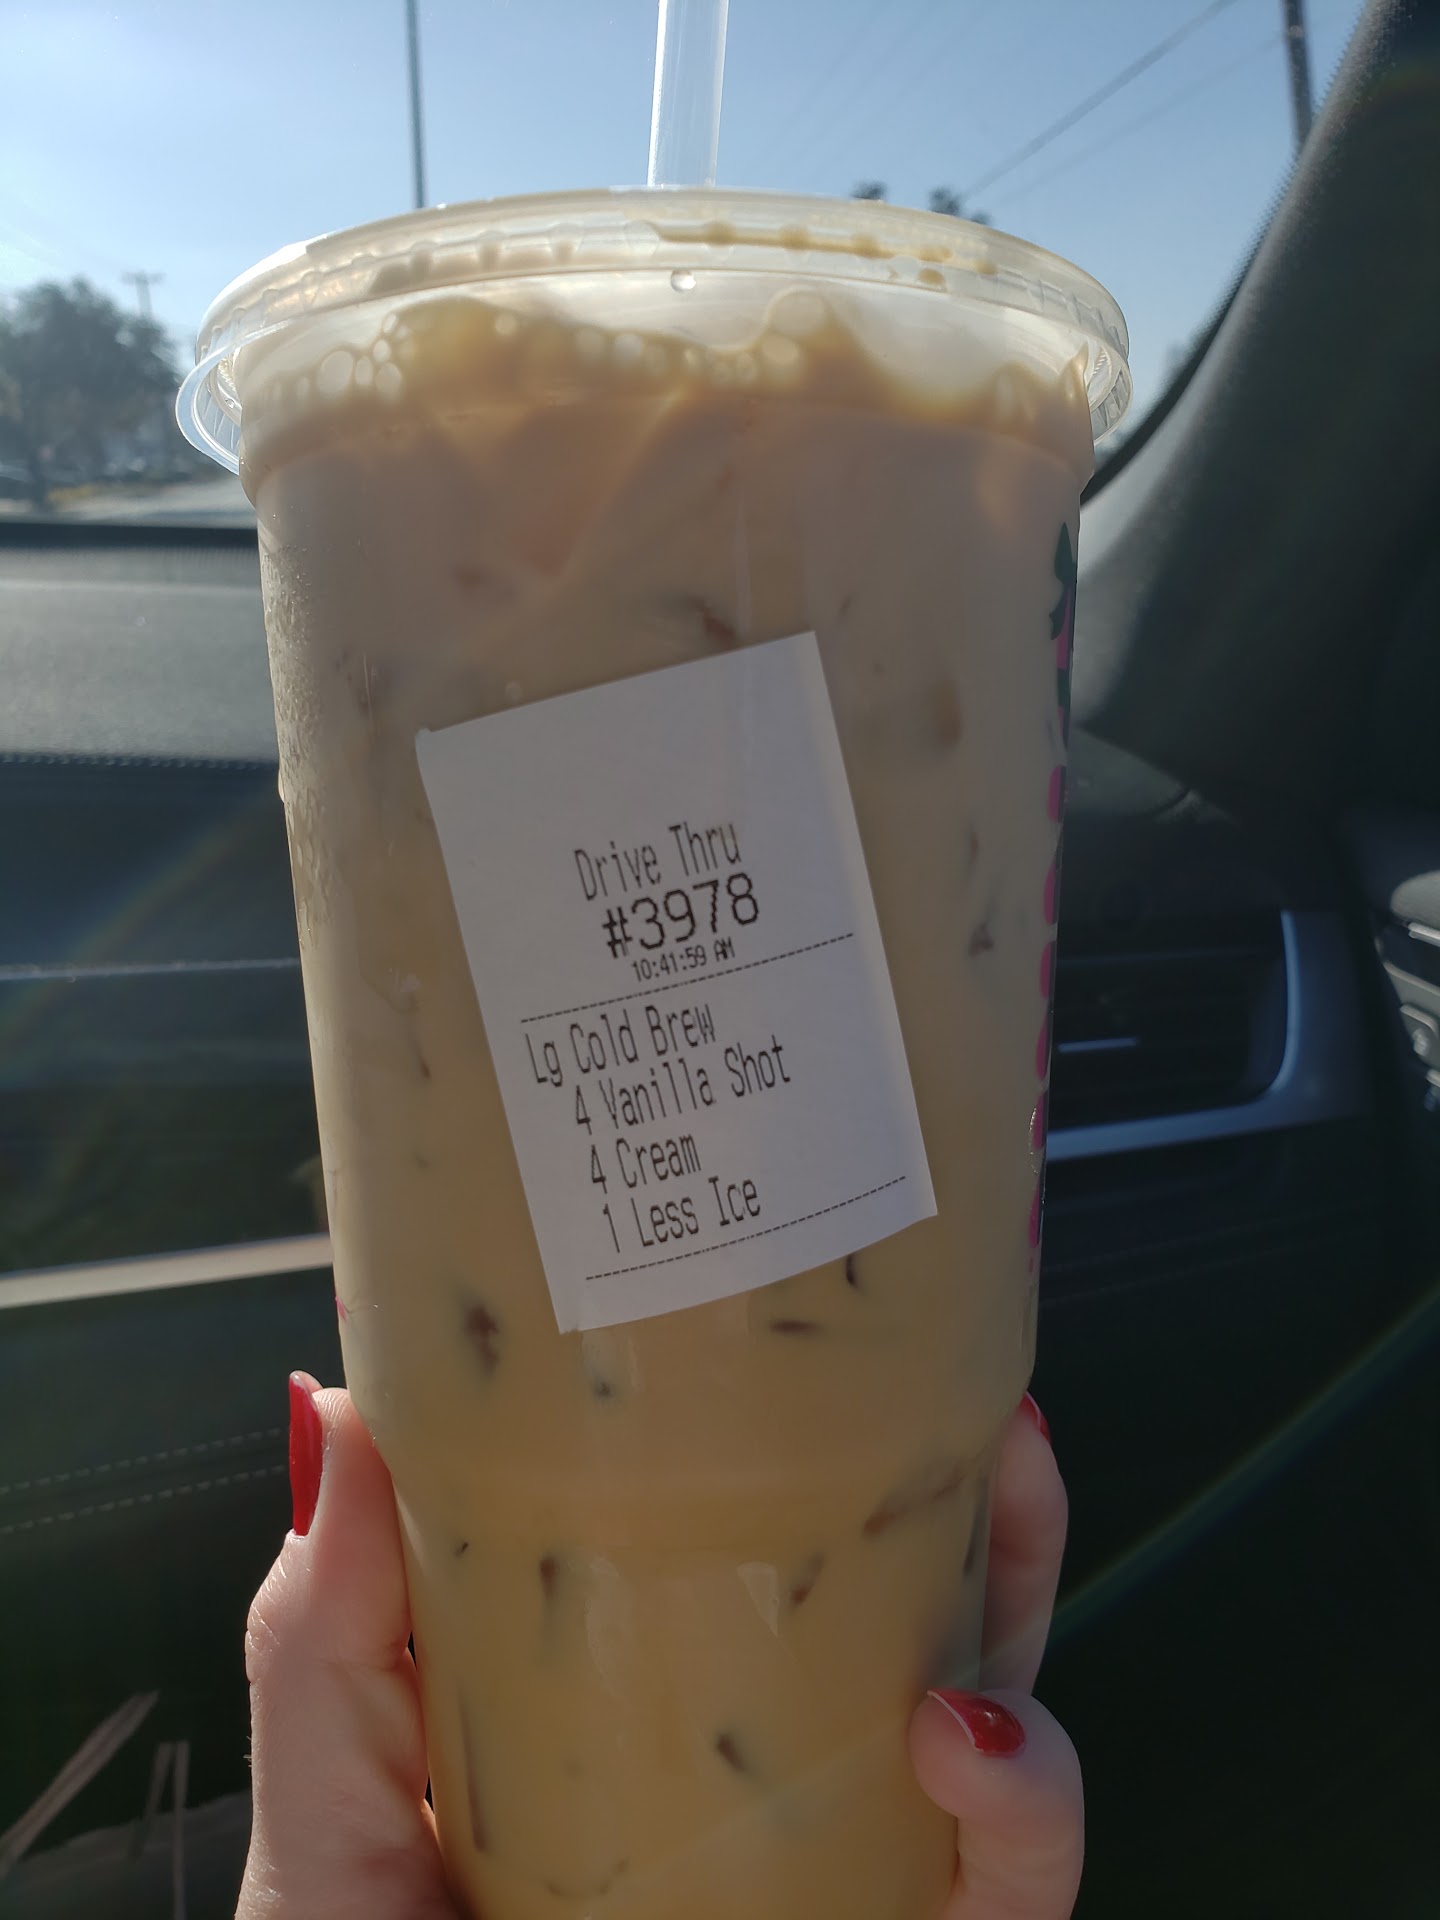 Drive Thru
#3978
10:41:59 AM
Lg Cold Brew
4 Vanilla Shot
4 Cream
1 Less Ice